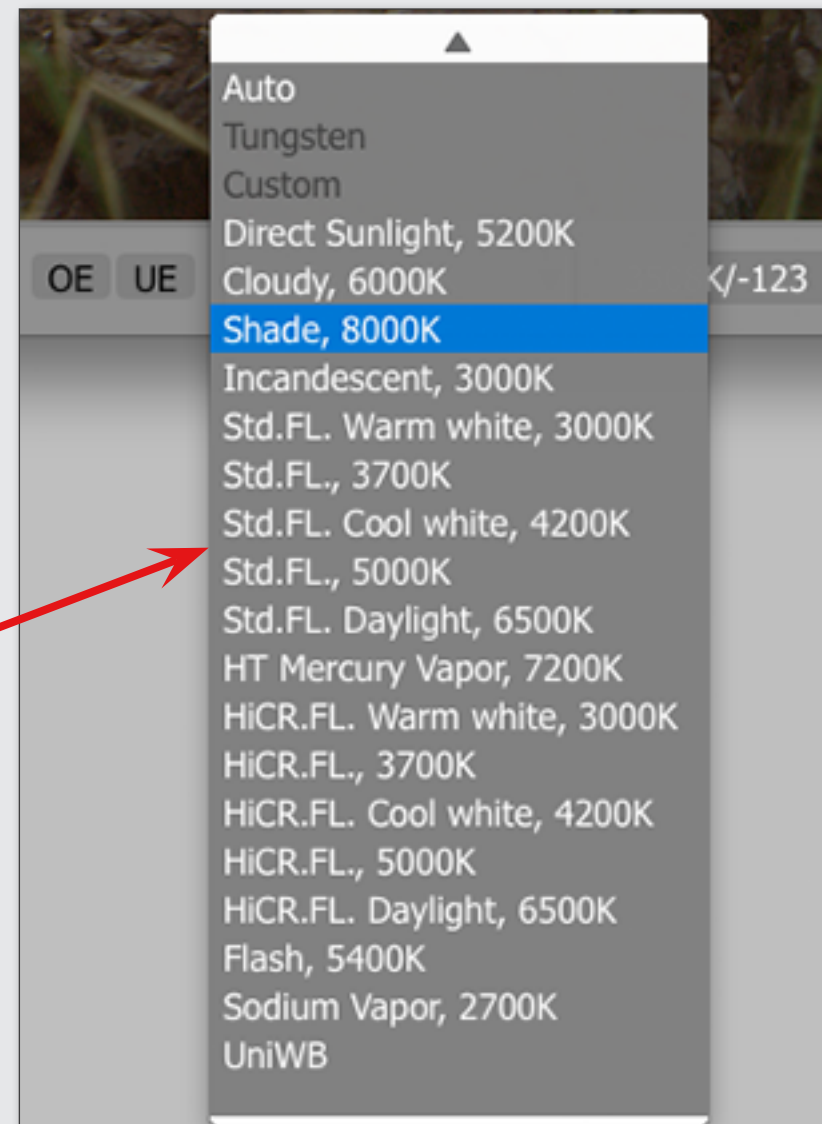 Auto
Tungsten
Custom
Direct Sunlight, 5200K
OE UE
Cloudy, 6000K
K/-123
Shade, 8000K
Incandescent, 3000K
Std.FL. Warm white, 3000K
Std.FL., 3700K
Std.FL. Cool white, 4200K
Std.FL., 5000K
Std.FL. Daylight, 6500K
HT Mercury Vapor, 7200K
HiCR.FL. Warm white, 3000K
HiCR.FL., 3700K
HiCR.FL. Cool white, 4200K
HiCR.FL., 5000K
HiCR.FL. Daylight, 6500K
Flash, 5400K
Sodium Vapor, 2700K
UniWB